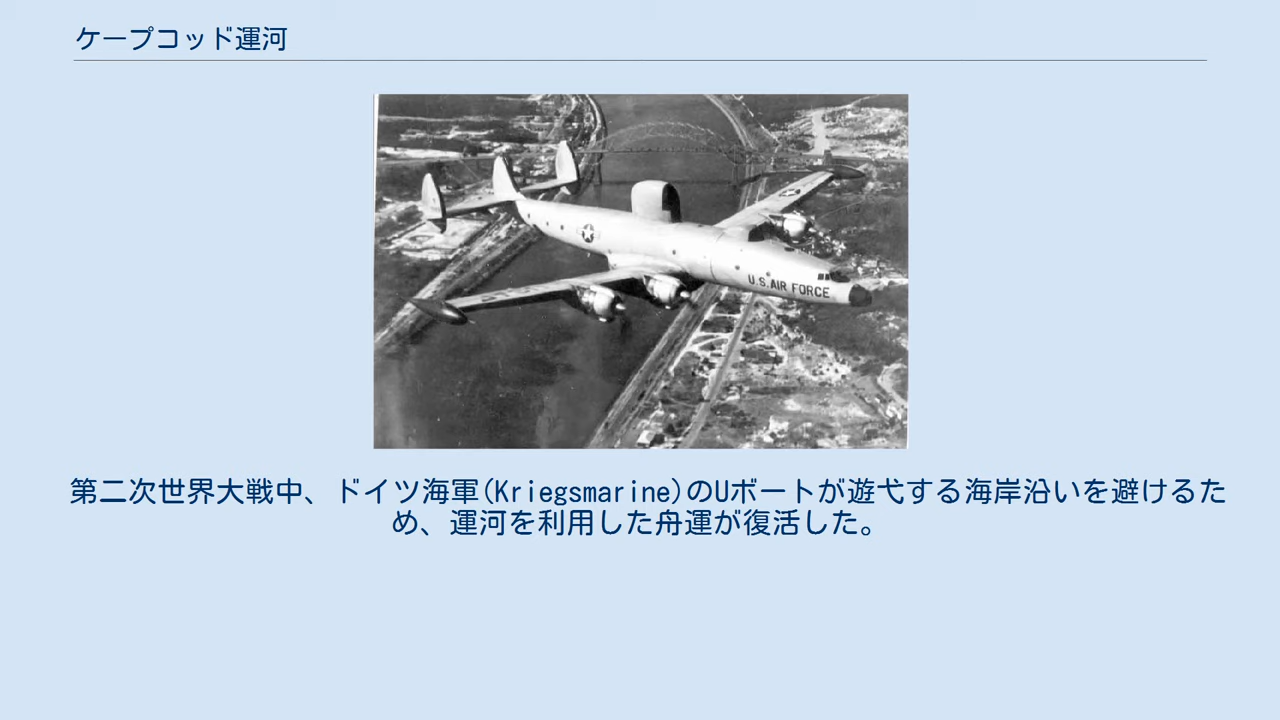 ケープコッド運河
U.S. AIR FORCE
第二次世界大戦中、ドイツ海軍(Kriegsmarine)のUボートが遊弋する海岸沿いを避けるた
め、運河を利用した舟運が復活した。